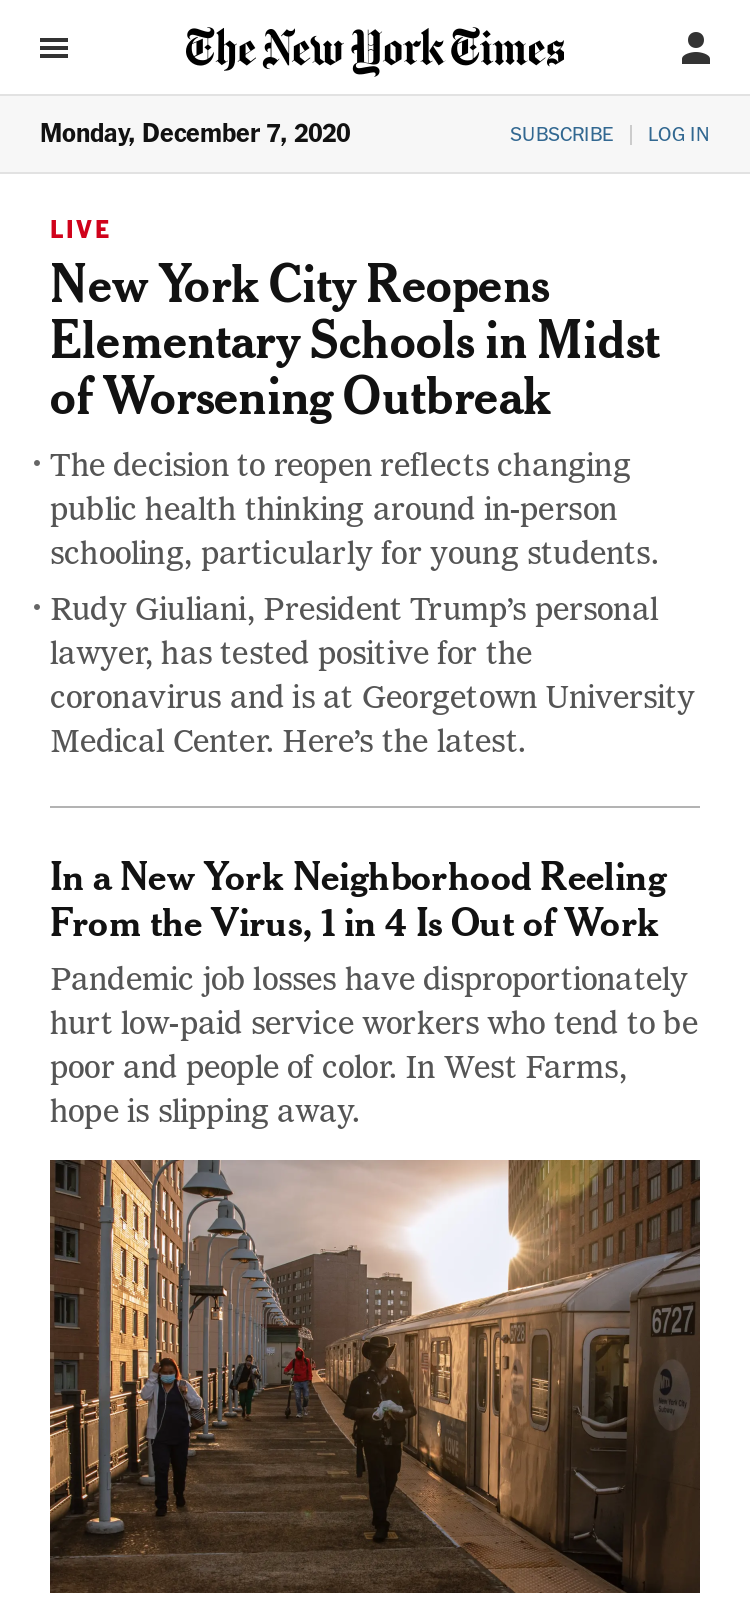 The New York Times
Monday, December 7, 2020
SUBSCRIBE | LOG IN
LIVE
New York City Reopens
Elementary Schools in Midst
of Worsening Outbreak
• The decision to reopen reflects changing
public health thinking around in-person
schooling, particularly for young students.
• Rudy Giuliani, President Trump’s personal
lawyer, has tested positive for the
coronavirus and is at Georgetown University
Medical Center. Here’s the latest.
In a New York Neighborhood Reeling
From the Virus, 1 in 4 Is Out of Work
Pandemic job losses have disproportionately
hurt low-paid service workers who tend to be
poor and people of color. In West Farms,
hope is slipping away.
6727
New York City
Subway